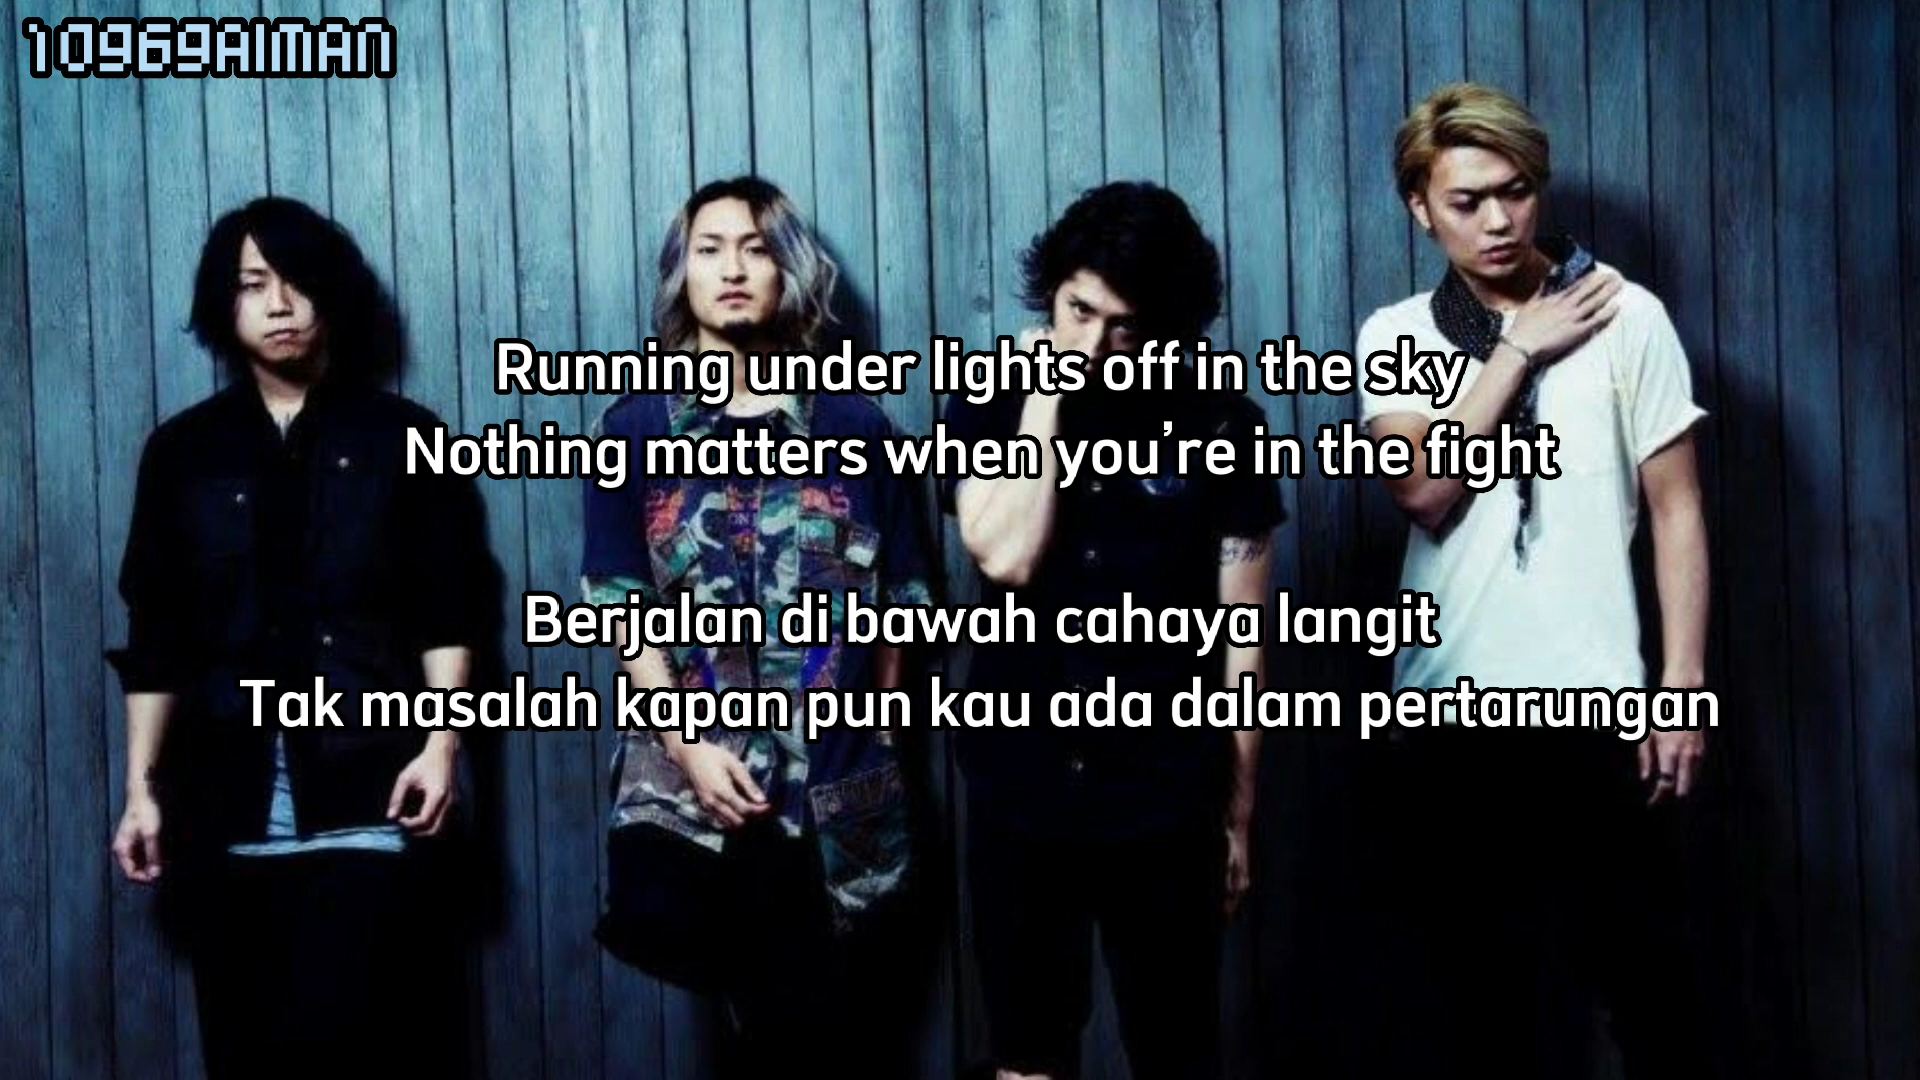 10969AIMAN
Running under lights off in the sky
Nothing matters when you're in the fight
Berjalan di bawah cahaya langit
Tak masalah kapan pun kau ada dalam pertarungan